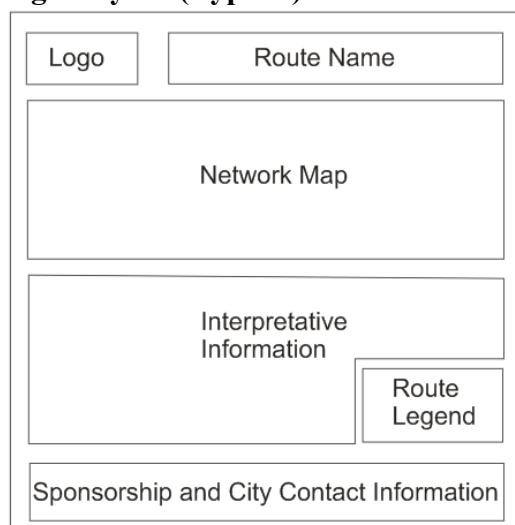 Logo
Route Name
Network Map
Interpretative
Information
Route
Legend
Sponsorship and City Contact Information